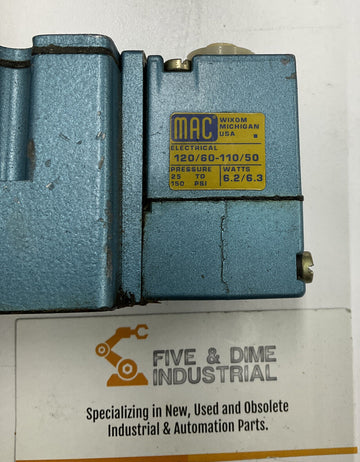 MAC
WIXOM
MICHIGAN
USA
ELECTRICAL
120/60-110/50
PRESSURE
25 TO
150 PSI
WATTS
6.2/6.3
FIVE & DIME
INDUSTRIAL
Specializing in New, Used and Obsolete
Industrial & Automation Parts.